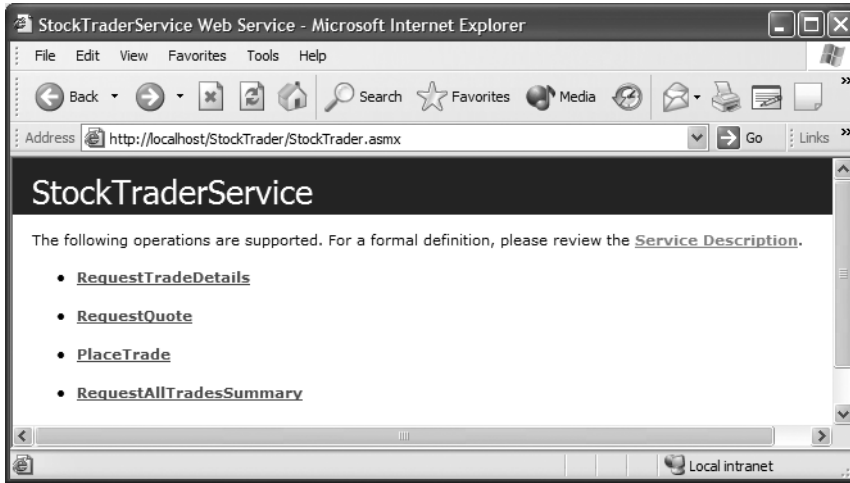 StockTraderService Web Service - Microsoft Internet Explorer
File Edit View Favorites Tools Help
Back Search Favorites Media »
Address http://localhost/StockTrader/StockTrader.asmx Go Links »
StockTraderService
The following operations are supported. For a formal definition, please review the Service Description.
• RequestTradeDetails
• RequestQuote
• PlaceTrade
• RequestAllTradesSummary
Local intranet